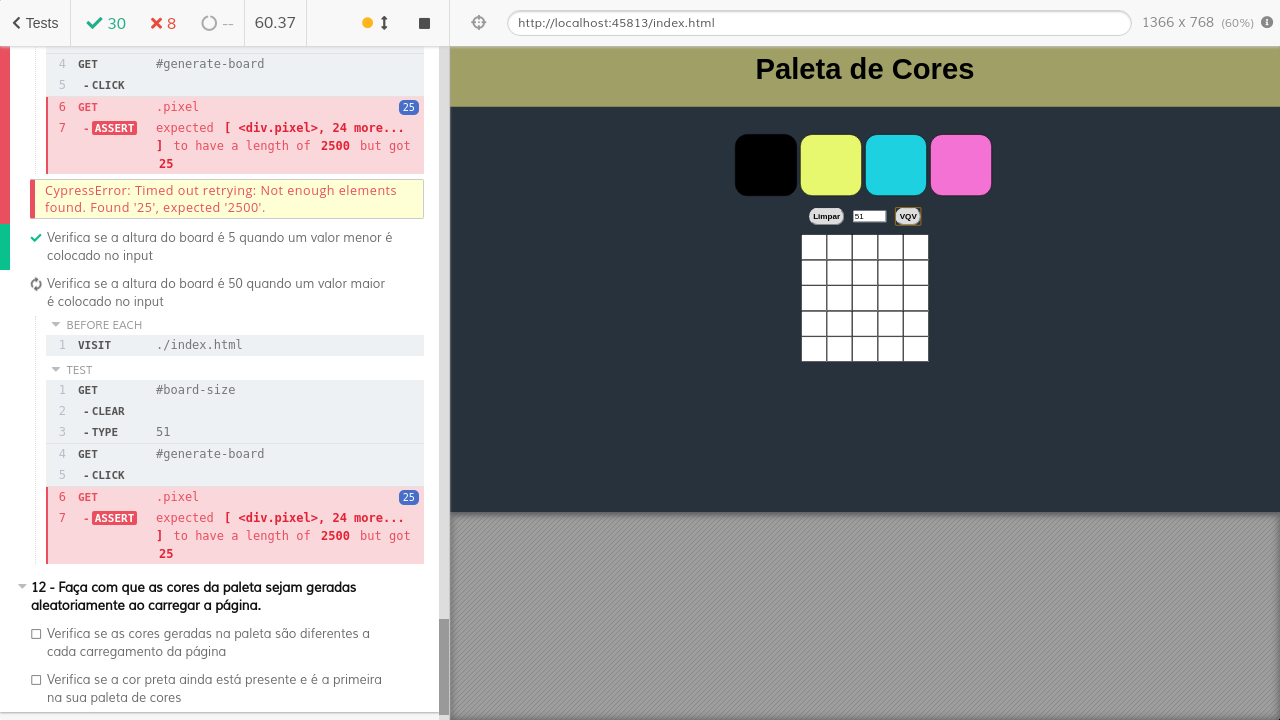 Tests
30
8
--
60.37
http://localhost:45813/index.html
1366 x 768 (60%)
4 GET #generate-board
5 - CLICK
6 GET .pixel 25
7 - ASSERT expected [ <div.pixel>, 24 more...
] to have a length of 2500 but got
25
CypressError: Timed out retrying: Not enough elements
found. Found '25', expected '2500'.
Verifica se a altura do board é 5 quando um valor menor é
colocado no input
Verifica se a altura do board é 50 quando um valor maior
é colocado no input
BEFORE EACH
1 VISIT ./index.html
TEST
1 GET #board-size
2 - CLEAR
3 - TYPE 51
4 GET #generate-board
5 - CLICK
6 GET .pixel 25
7 - ASSERT expected [ <div.pixel>, 24 more...
] to have a length of 2500 but got
25
12 - Faça com que as cores da paleta sejam geradas
aleatoriamente ao carregar a página.
Verifica se as cores geradas na paleta são diferentes a
cada carregamento da página
Verifica se a cor preta ainda está presente e é a primeira
na sua paleta de cores
Paleta de Cores
Limpar 51 VQV